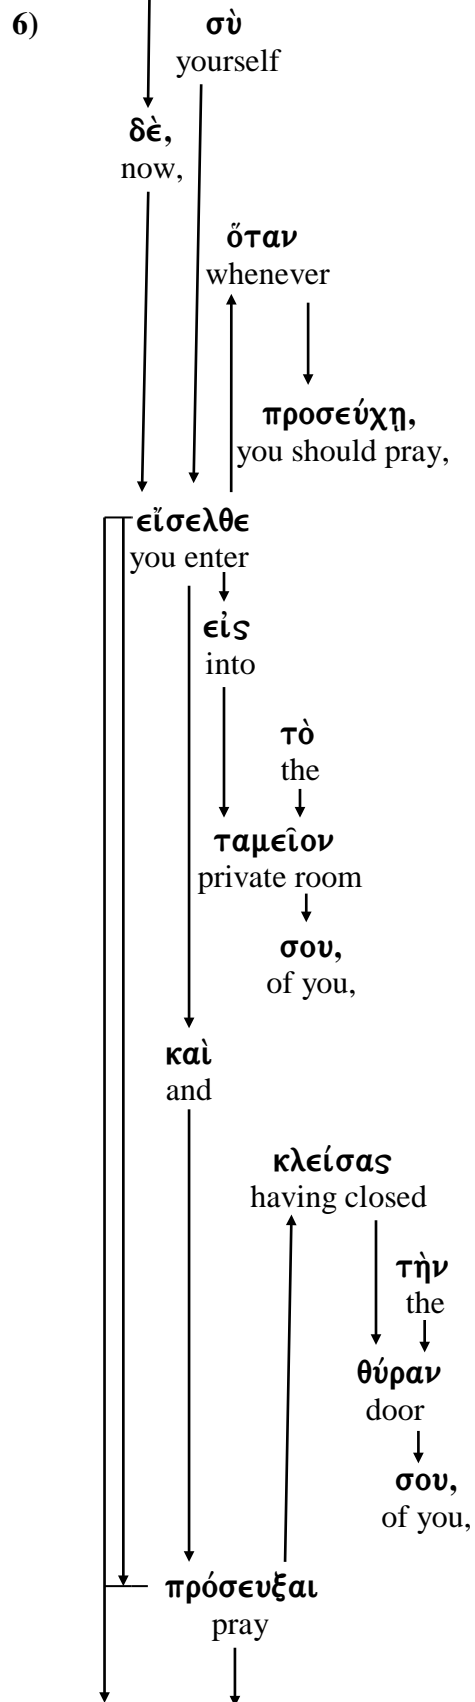 6)
σὺ
yourself
δὲ,
now,
ὅταν
whenever
προσεύχῃ,
you should pray,
εἴσελθε
you enter
εἰς
into
τὸ
the
ταμεῖον
private room
σου,
of you,
καὶ
and
κλείσας
having closed
τὴν
the
θύραν
door
σου,
of you,
πρόσευξαι
pray